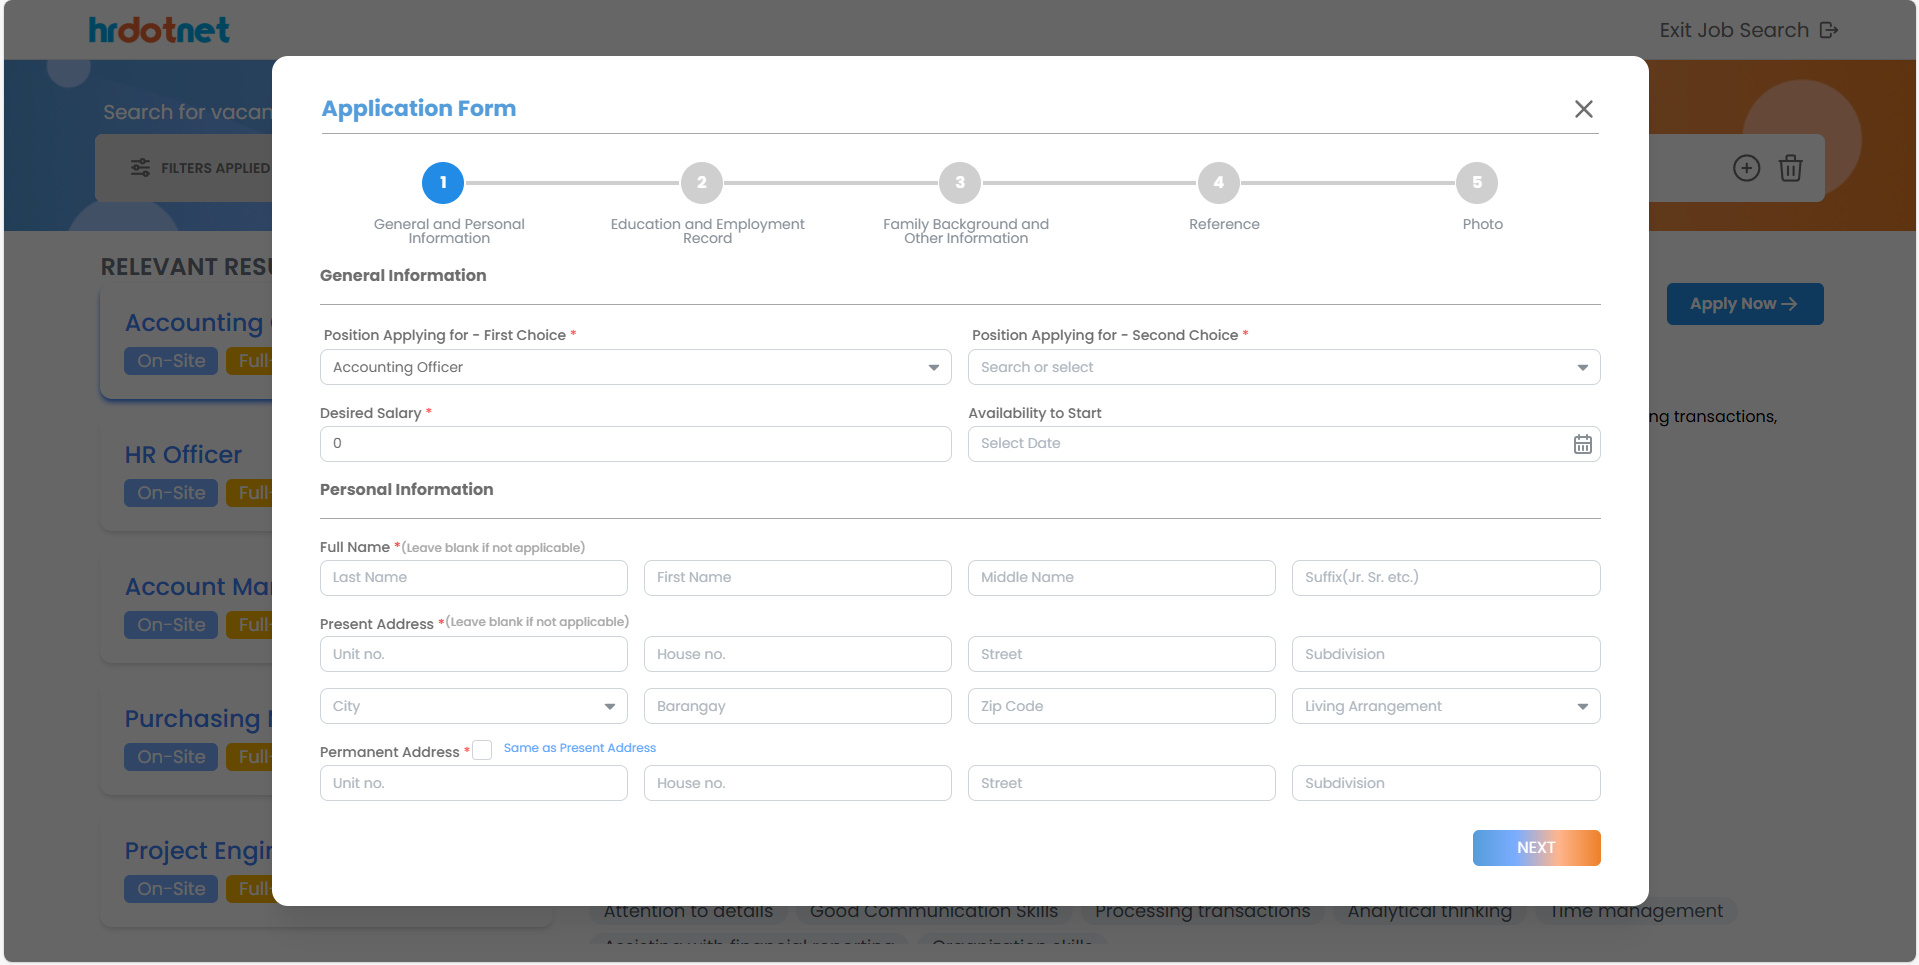 hrdotnet
Exit Job Search
Search for vacan
FILTERS APPLIED
Application Form
1 2 3 4 5
General and Personal Information
Education and Employment Record
Family Background and Other Information
Reference
Photo
General Information
Position Applying for - First Choice *
Position Applying for - Second Choice *
Accounting Officer
Search or select
Desired Salary *
Availability to Start
0
Select Date
Personal Information
Full Name *(Leave blank if not applicable)
Last Name
First Name
Middle Name
Suffix(Jr. Sr. etc.)
Present Address *(Leave blank if not applicable)
Unit no.
House no.
Street
Subdivision
City
Barangay
Zip Code
Living Arrangement
Permanent Address *
Same as Present Address
Unit no.
House no.
Street
Subdivision
NEXT
RELEVANT RESU
Accounting
On-Site
Full-
HR Officer
On-Site
Full-
Account Ma
On-Site
Full-
Purchasing
On-Site
Full-
Project Engi
On-Site
Full-
Apply Now
ng transactions,
Attention to details
Good Communication Skills
Processing transactions
Analytical thinking
Time management
Assisting with financial reporting
Organization skills